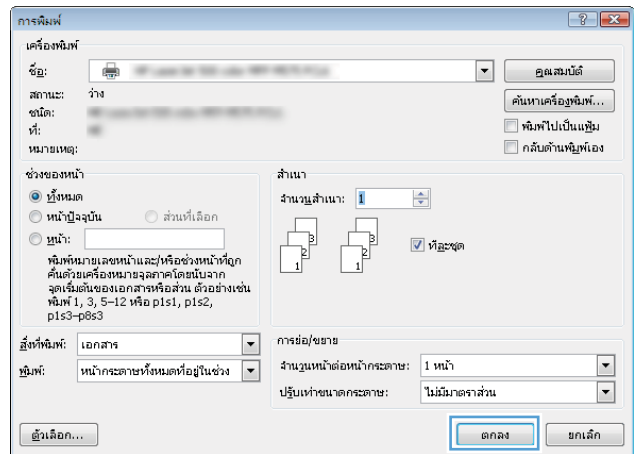 การพิมพ์
เครื่องพิมพ์
ชื่อ:
คุณสมบัติ
สถานะ: ว่าง
ค้นหาเครื่องพิมพ์...
ชนิด:
ที่:
พิมพ์ไปเป็นแฟ้ม
หมายเหตุ:
กลับด้านพิมพ์เอง
ช่วงของหน้า
ทั้งหมด
หน้าปัจจุบัน ส่วนที่เลือก
หน้า:
พิมพ์หมายเลขหน้าและ/หรือช่วงหน้าที่ถูก
คั่นด้วยเครื่องหมายจุลภาคโดยนับจาก
จุดเริ่มต้นของเอกสารหรือส่วน ตัวอย่างเช่น
พิมพ์ 1, 3, 5–12 หรือ p1s1, p1s2,
p1s3–p8s3
สำเนา
จำนวนสำเนา: 1
3 3
2 2
1 1
ทีละชุด
สิ่งที่พิมพ์: เอกสาร
พิมพ์: หน้ากระดาษทั้งหมดที่อยู่ในช่วง
การย่อ/ขยาย
จำนวนหน้าต่อหน้ากระดาษ: 1 หน้า
ปรับเท่าขนาดกระดาษ: ไม่มีมาตราส่วน
ตัวเลือก...
ตกลง
ยกเลิก